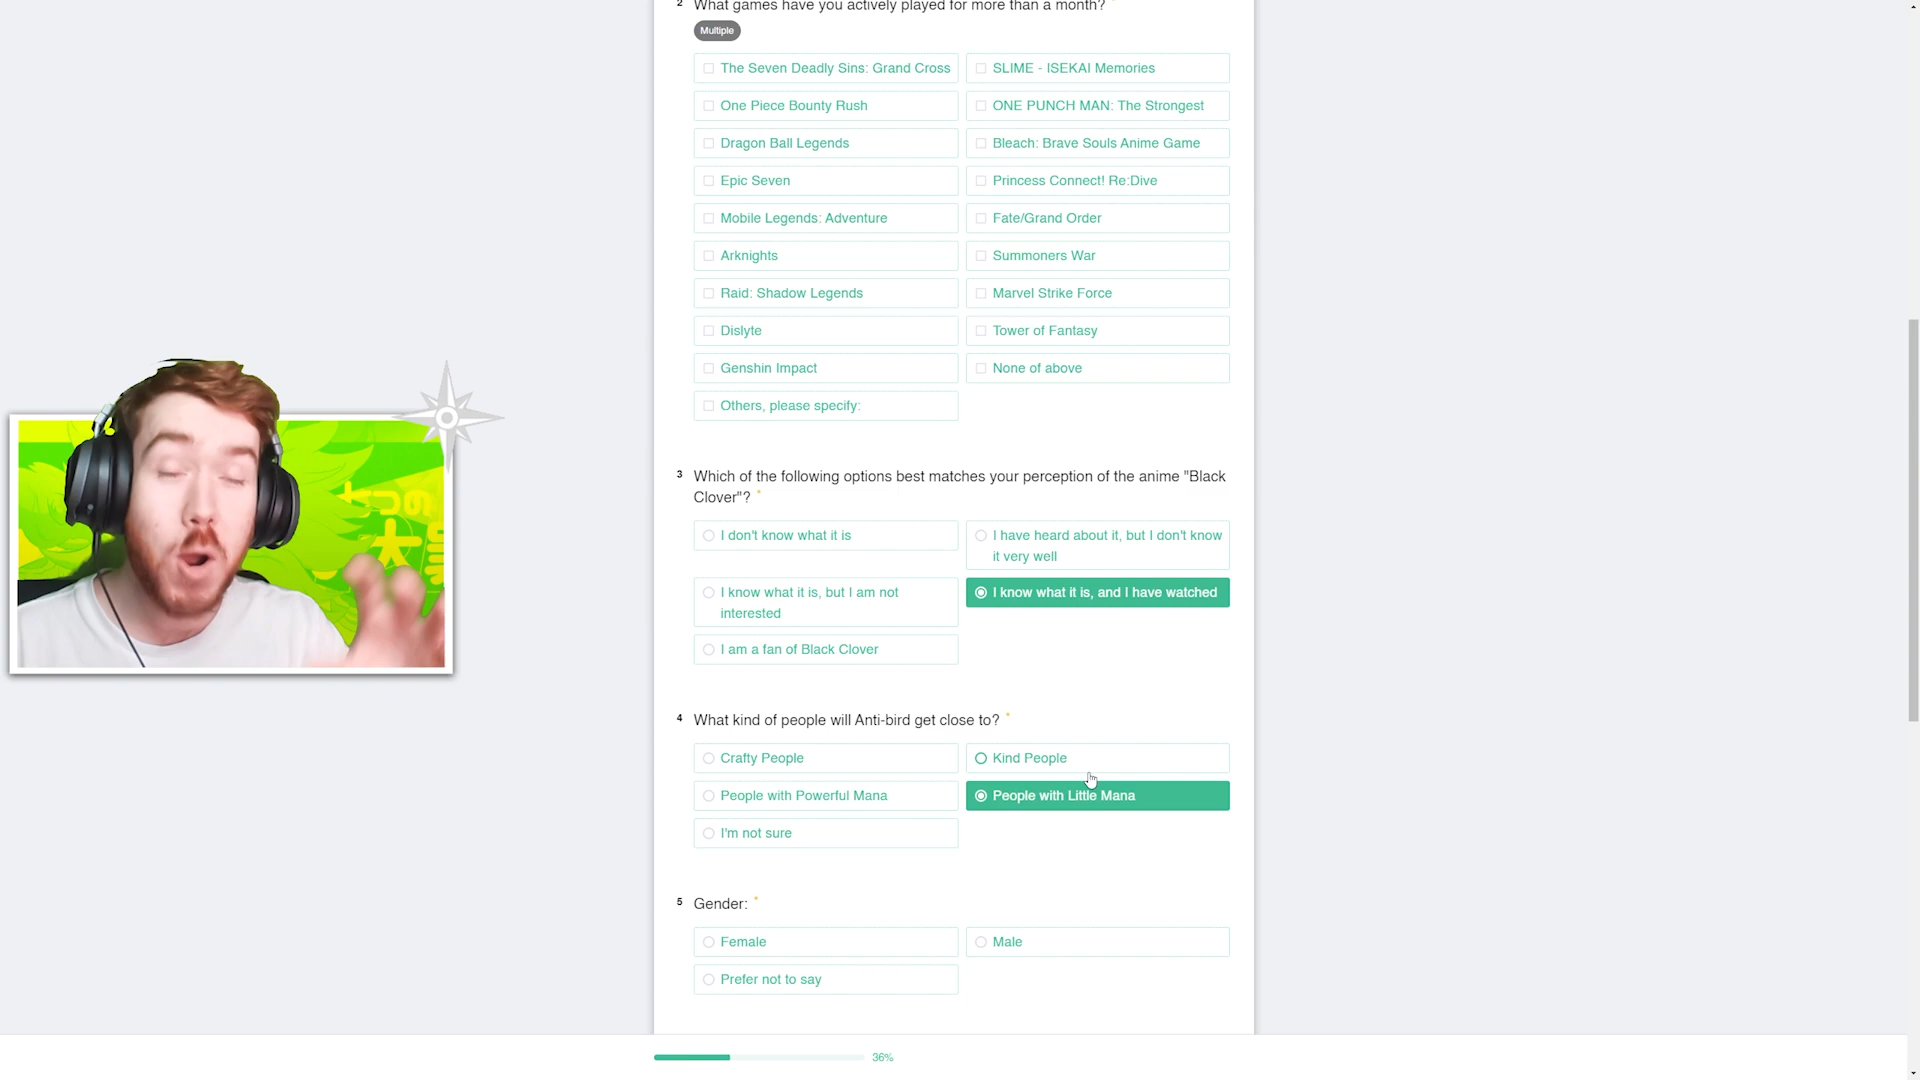 2 What games have you actively played for more than a month? *
Multiple
The Seven Deadly Sins: Grand Cross
SLIME - ISEKAI Memories
One Piece Bounty Rush
ONE PUNCH MAN: The Strongest
Dragon Ball Legends
Bleach: Brave Souls Anime Game
Epic Seven
Princess Connect! Re:Dive
Mobile Legends: Adventure
Fate/Grand Order
Arknights
Summoners War
Raid: Shadow Legends
Marvel Strike Force
Dislyte
Tower of Fantasy
Genshin Impact
None of above
Others, please specify:
3 Which of the following options best matches your perception of the anime "Black
Clover"? *
I don't know what it is
I have heard about it, but I don't know
it very well
I know what it is, but I am not
interested
I know what it is, and I have watched
I am a fan of Black Clover
4 What kind of people will Anti-bird get close to? *
Crafty People
Kind People
People with Powerful Mana
People with Little Mana
I'm not sure
5 Gender: *
Female
Male
Prefer not to say
36%